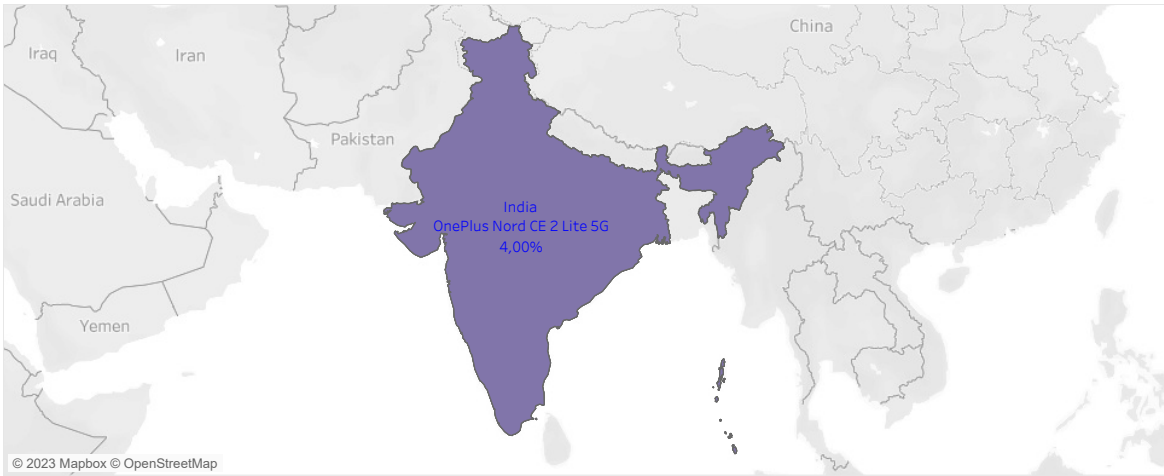 China
Iraq
Iran
Pakistan
Saudi Arabia
India
OnePlus Nord CE 2 Lite 5G
4,00%
Yemen
© 2023 Mapbox © OpenStreetMap